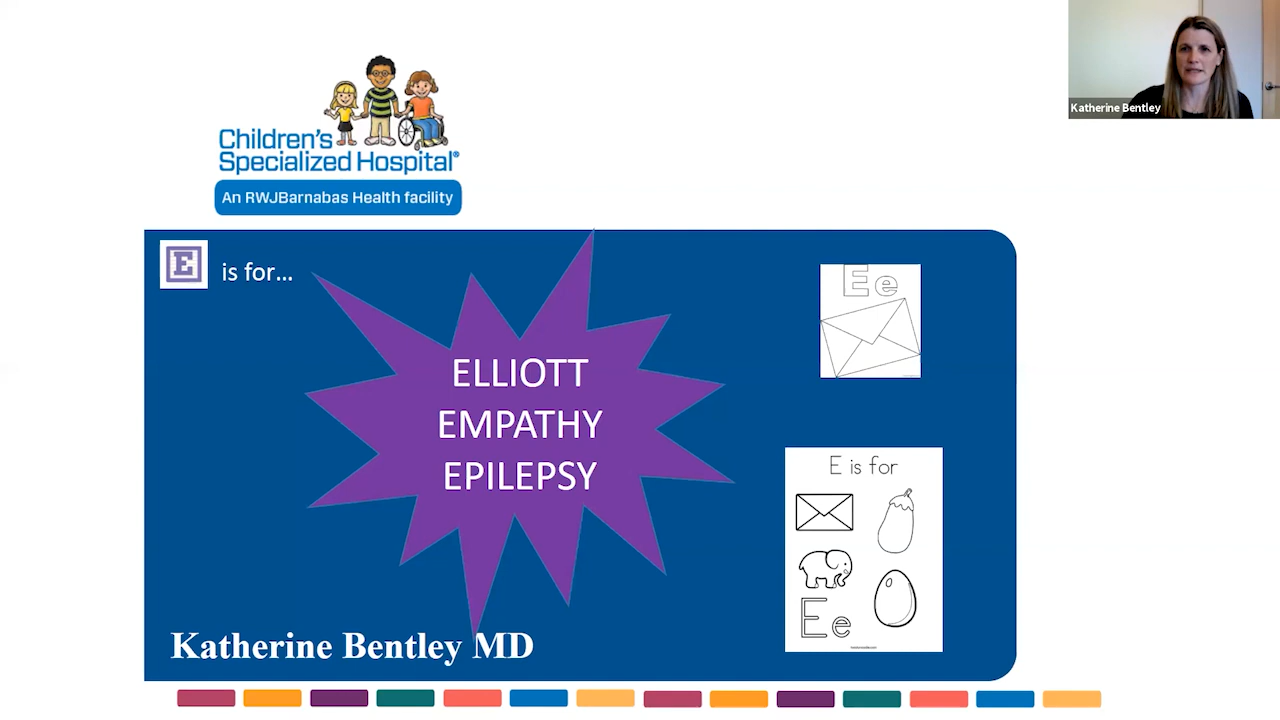 Katherine Bentley
Children's
Specialized Hospital®
An RWJBarnabas Health facility
E is for...
ELLIOTT
EMPATHY
EPILEPSY
Ee
E is for
Ee
Katherine Bentley MD